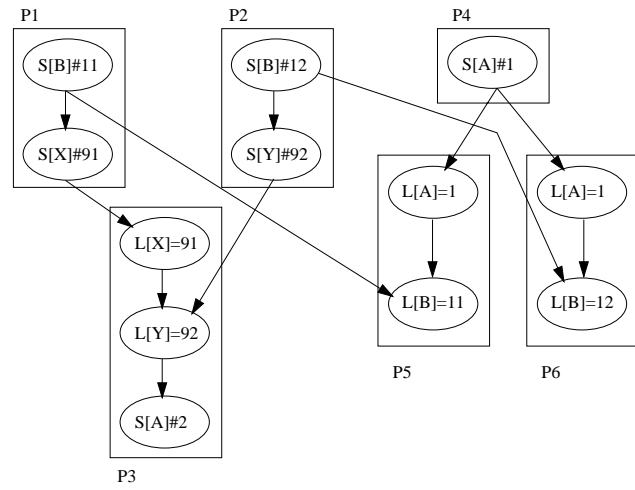 P1
P2
P4
S[B]#11
S[B]#12
S[A]#1
S[X]#91
S[Y]#92
L[A]=1
L[A]=1
L[X]=91
L[B]=11
L[B]=12
L[Y]=92
P5
P6
S[A]#2
P3